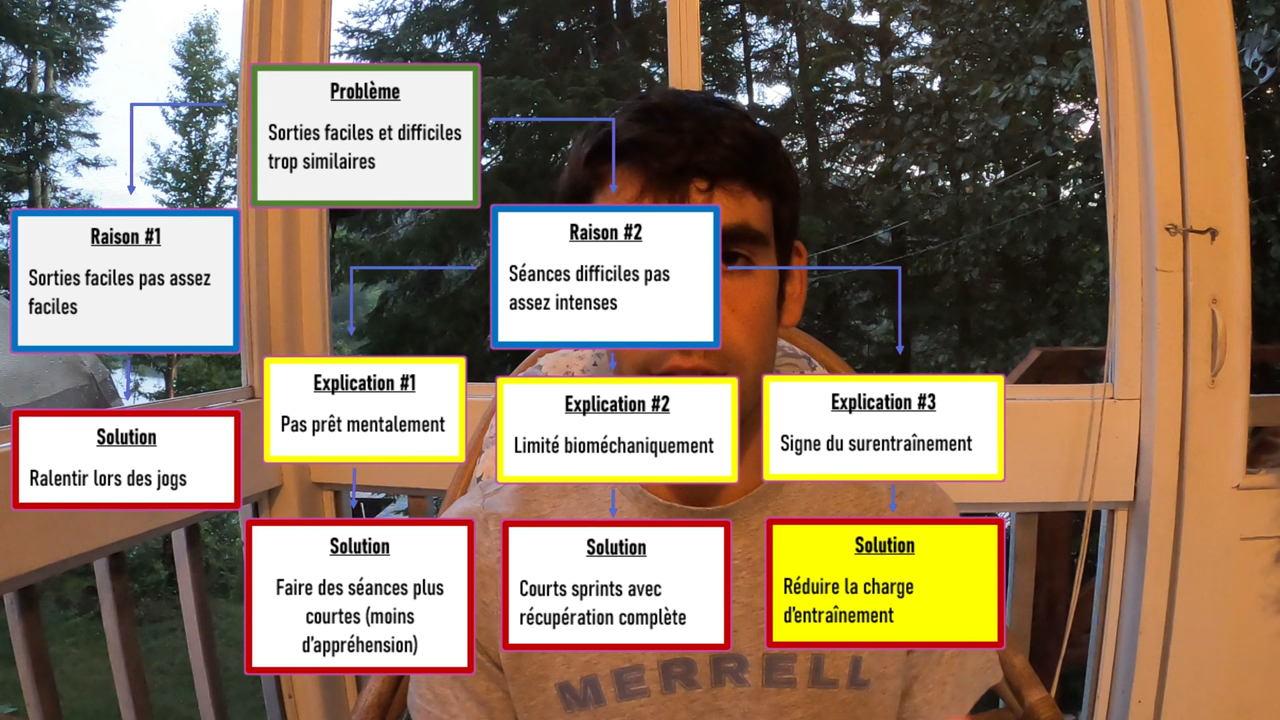 Problème
Sorties faciles et difficiles
trop similaires
Raison #1
Sorties faciles pas assez
faciles
Raison #2
Séances difficiles pas
assez intenses
Solution
Ralentir lors des jogs
Explication #1
Pas prêt mentalement
Explication #2
Limité bioméchaniquement
Explication #3
Signe du surentraînement
Solution
Faire des séances plus
courtes (moins
d'appréhension)
Solution
Courts sprints avec
récupération complète
Solution
Réduire la charge
d'entraînement
MERRELL